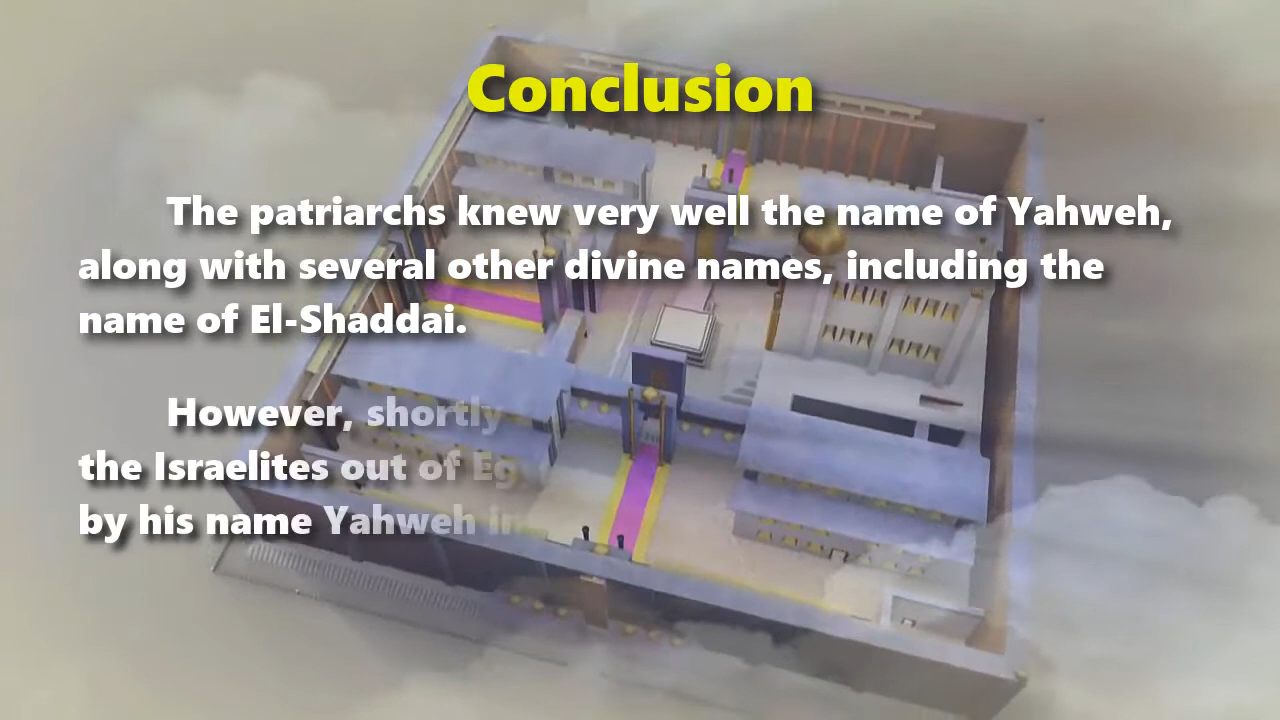 Conclusion
The patriarchs knew very well the name of Yahweh,
along with several other divine names, including the
name of El-Shaddai.
However, shortly
the Israelites out of
by his name Yahweh in